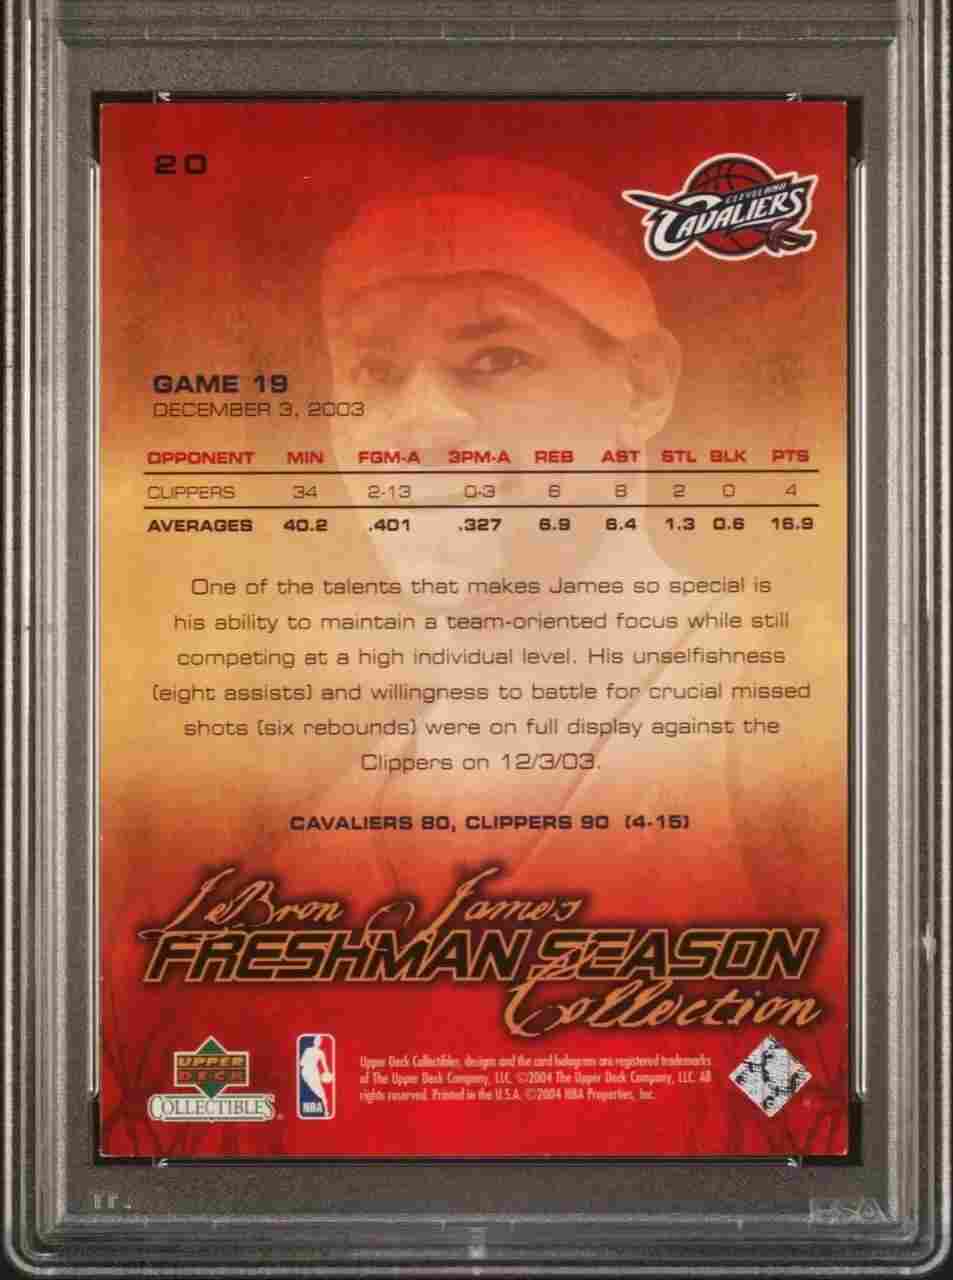 20
CLEVELAND
CAVALIERS
GAME 19
DECEMBER 3, 2003
OPPONENT MIN FGM-A 3PM-A REB AST STL BLK PTS
CLIPPERS 34 2-13 0-3 6 8 2 0 4
AVERAGES 40.2 .401 .327 6.9 6.4 1.3 0.6 16.9
One of the talents that makes James so special is
his ability to maintain a team-oriented focus while still
competing at a high individual level. His unselfishness
(eight assists) and willingness to battle for crucial missed
shots (six rebounds) were on full display against the
Clippers on 12/3/03.
CAVALIERS 80, CLIPPERS 90 (4-15)
LeBron James
FRESHMAN SEASON
Collection
UPPER
DECK
COLLECTIBLES
NBA
Upper Deck Collectibles, designs and the card hologram are registered trademarks
of The Upper Deck Company, LLC. ©2004 The Upper Deck Company, LLC. All
rights reserved. Printed in the U.S.A. ©2004 NBA Properties, Inc.